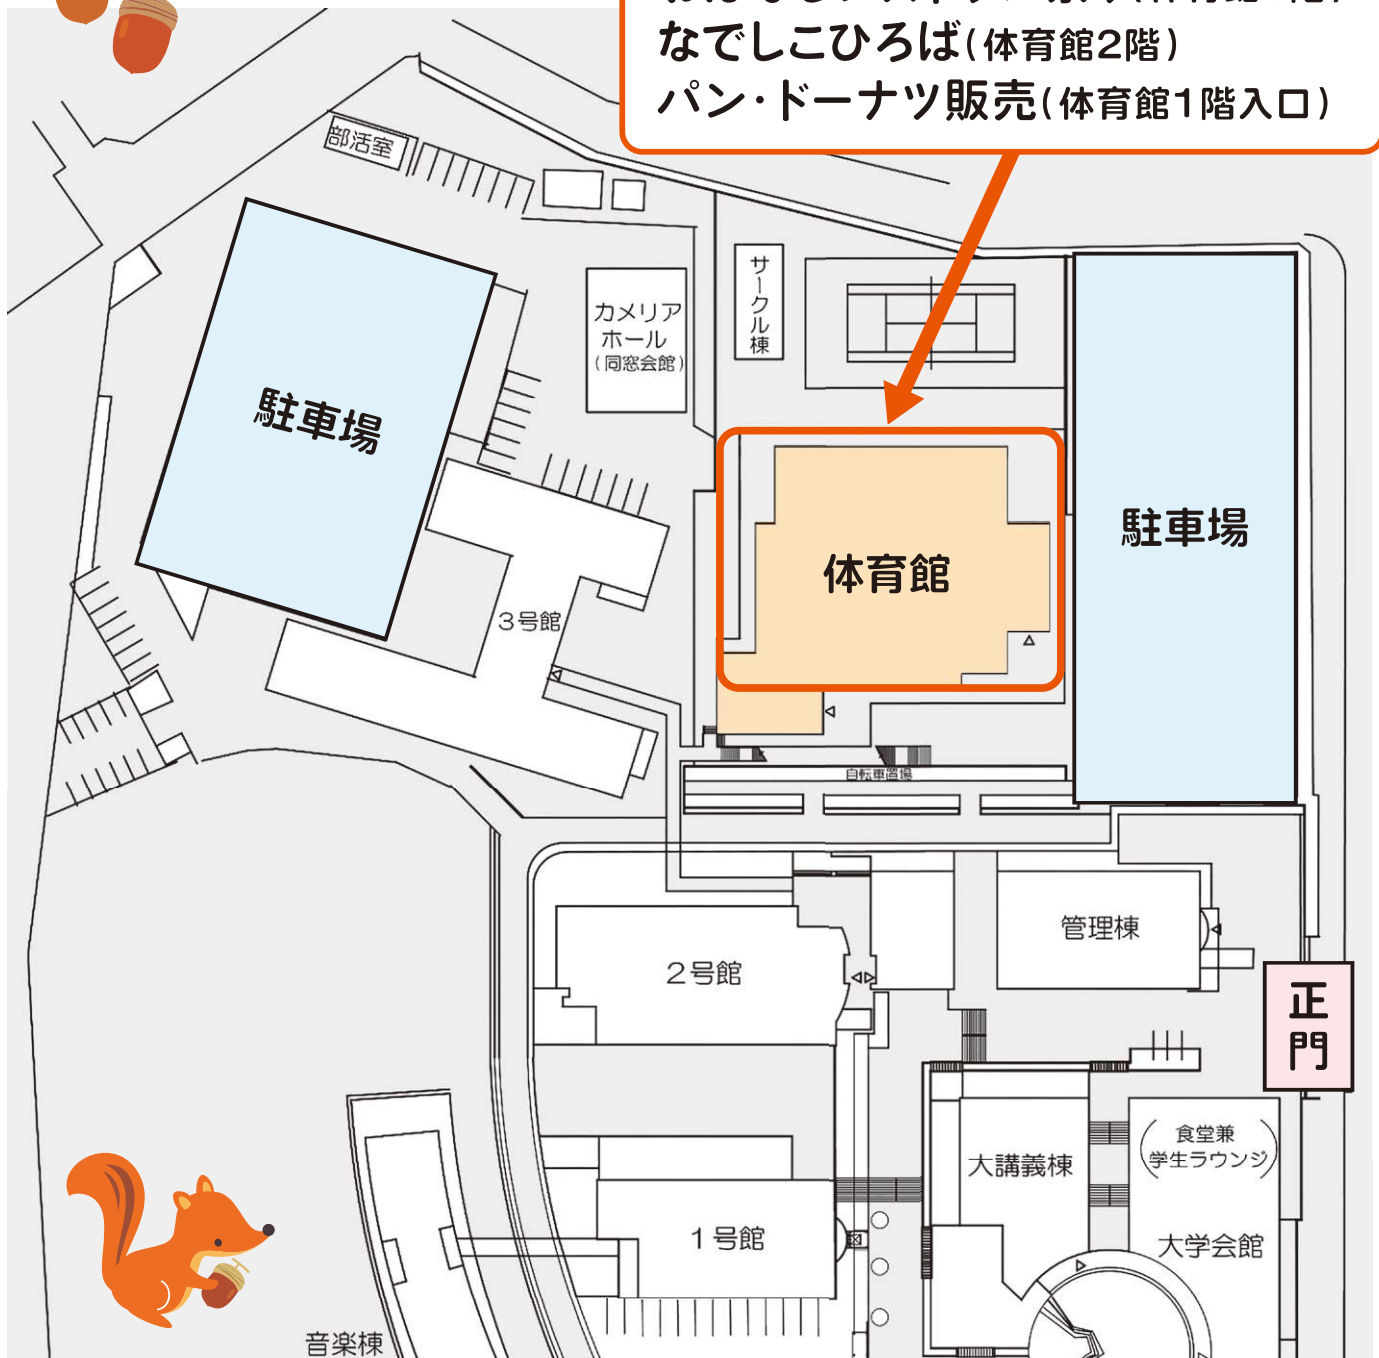 なでしこひろば(体育館2階)
パン・ドーナツ販売(体育館1階入口)
部活室
カメリア
ホール
(同窓会館)
サークル棟
駐車場
駐車場
体育館
3号館
自転車置場
管理棟
2号館
正門
大講義棟
(食堂兼
学生ラウンジ)
大学会館
1号館
音楽棟